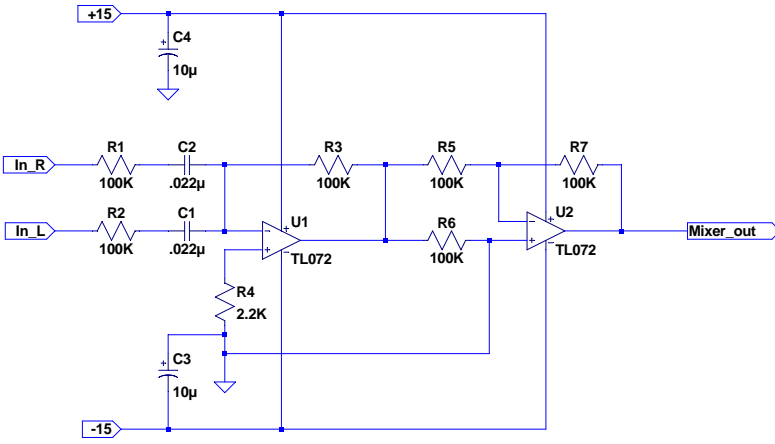 +15
C4
+
10µ
R1
C2
R3
R5
R7
In_R
100K
.022µ
100K
100K
100K
R2
C1
U1
U2
In_L
100K
.022µ
-
+
+
-
TL072
R6
100K
-
+
+
-
TL072
Mixer_out
R4
2.2K
C3
+
10µ
-15